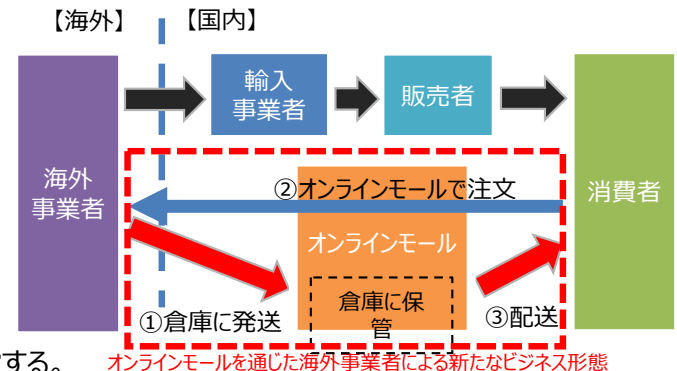 【海外】
【国内】
輸入
事業者
販売者
海外
事業者
消費者
②オンラインモールで注文
オンラインモール
倉庫に保
管
①倉庫に発送
③配送
する。
オンラインモールを通じた海外事業者による新たなビジネス形態